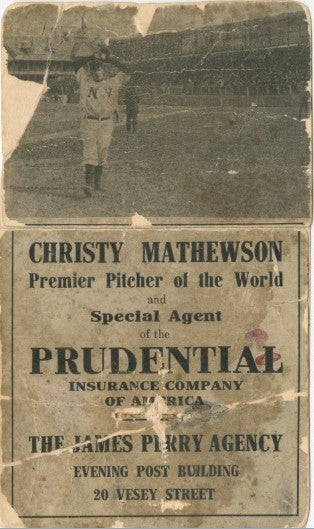 N Y
CHRISTY MATHEWSON
Premier Pitcher of the World
and
Special Agent
of the
PRUDENTIAL
INSURANCE COMPANY
OF AMERICA
THE JAMES PERRY AGENCY
EVENING POST BUILDING
20 VESEY STREET